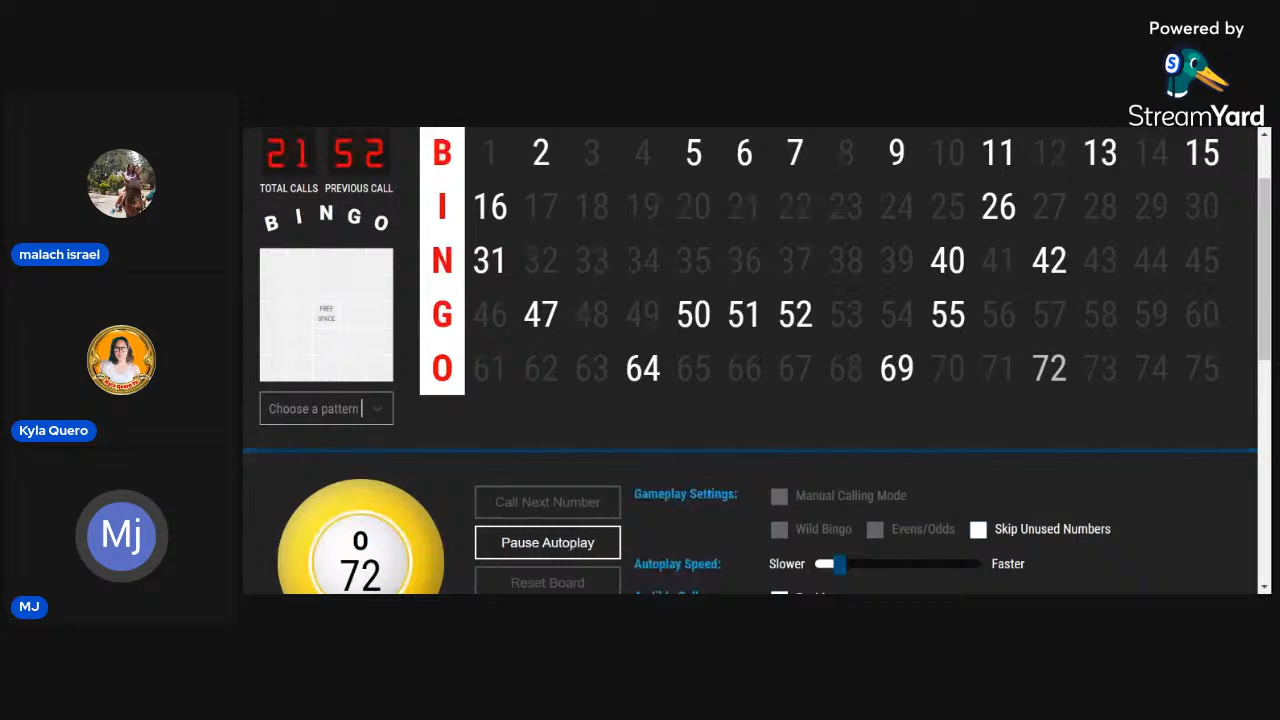 Powered by
StreamYard
malach israel
Kyla Quero
Mj
MJ
21 52
TOTAL CALLS PREVIOUS CALL
B I N G O
FREE SPACE
Choose a pattern
B 1 2 3 4 5 6 7 8 9 10 11 12 13 14 15
I 16 17 18 19 20 21 22 23 24 25 26 27 28 29 30
N 31 32 33 34 35 36 37 38 39 40 41 42 43 44 45
G 46 47 48 49 50 51 52 53 54 55 56 57 58 59 60
O 61 62 63 64 65 66 67 68 69 70 71 72 73 74 75
O
72
Call Next Number
Pause Autoplay
Reset Board
Gameplay Settings: Manual Calling Mode
Wild Bingo Evens/Odds Skip Unused Numbers
Autoplay Speed: Slower Faster